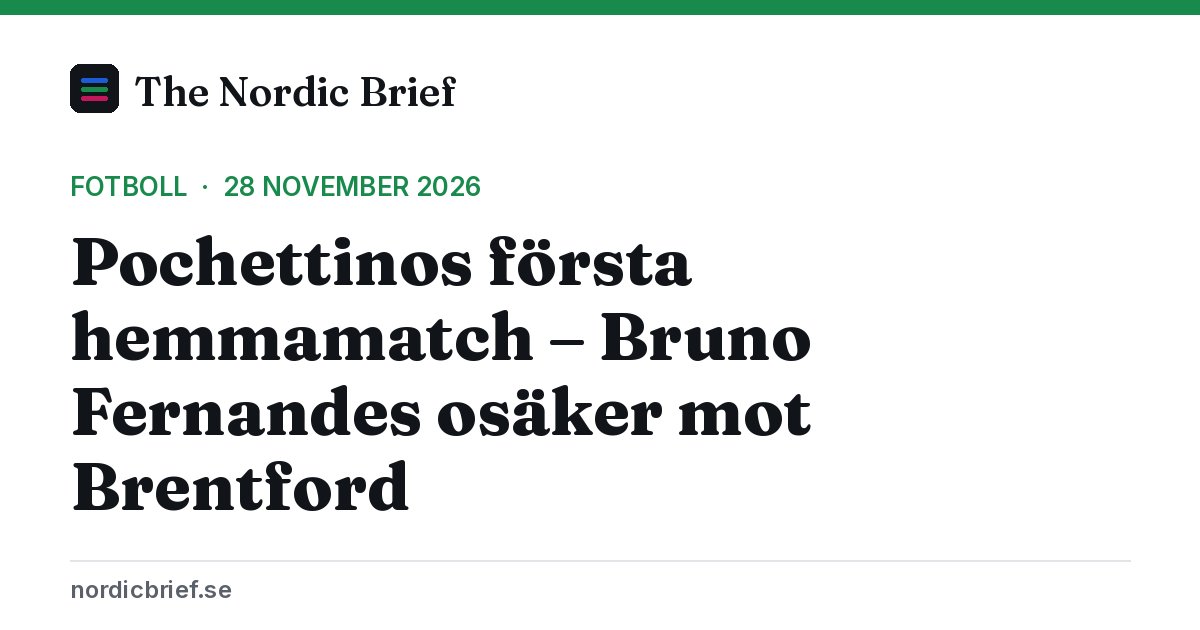 The Nordic Brief
FOTBOLL · 28 NOVEMBER 2026
Pochettinos första
hemmamatch – Bruno
Fernandes osäker mot
Brentford
nordicbrief.se